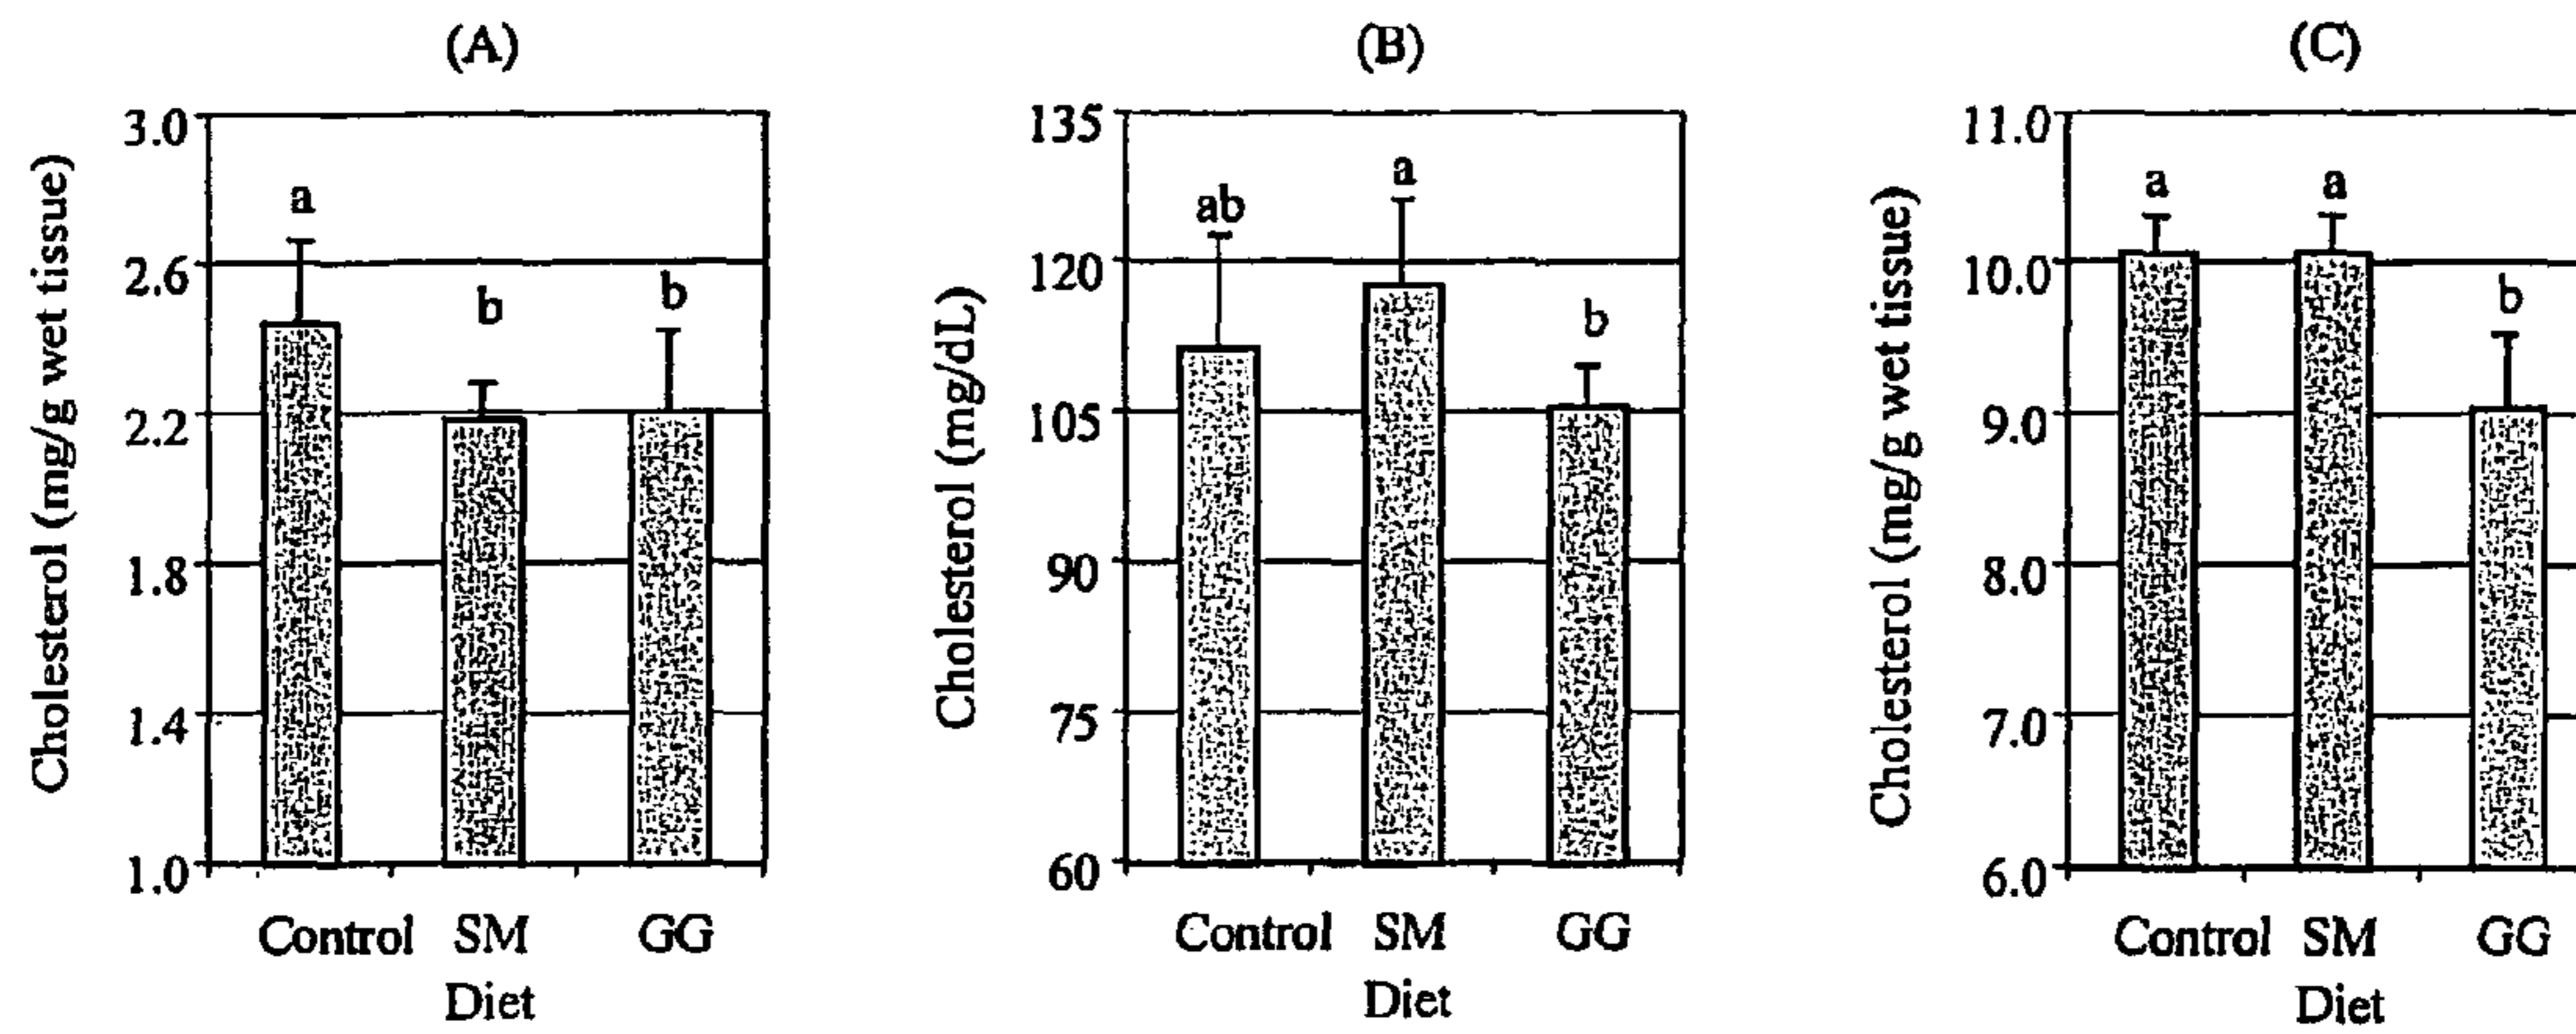 (A)
Cholesterol (mg/g wet tissue)
3.0
2.6
2.2
1.8
1.4
1.0
a
b
b
Control SM GG
Diet
(B)
Cholesterol (mg/dL)
135
120
105
90
75
60
ab
a
b
Control SM GG
Diet
(C)
Cholesterol (mg/g wet tissue)
11.0
10.0
9.0
8.0
7.0
6.0
a
a
b
Control SM GG
Diet